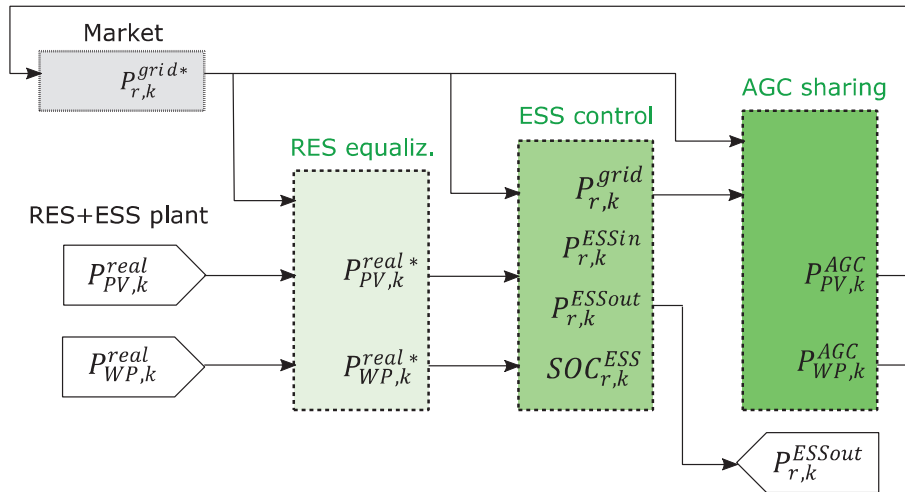 Market
P_{r,k}^{grid*}
AGC sharing
ESS control
RES equaliz.
RES+ESS plant
P_{PV,k}^{real}
P_{WP,k}^{real}
P_{PV,k}^{real*}
P_{WP,k}^{real*}
P_{r,k}^{grid}
P_{r,k}^{ESSin}
P_{r,k}^{ESSout}
SOC_{r,k}^{ESS}
P_{PV,k}^{AGC}
P_{WP,k}^{AGC}
P_{r,k}^{ESSout}